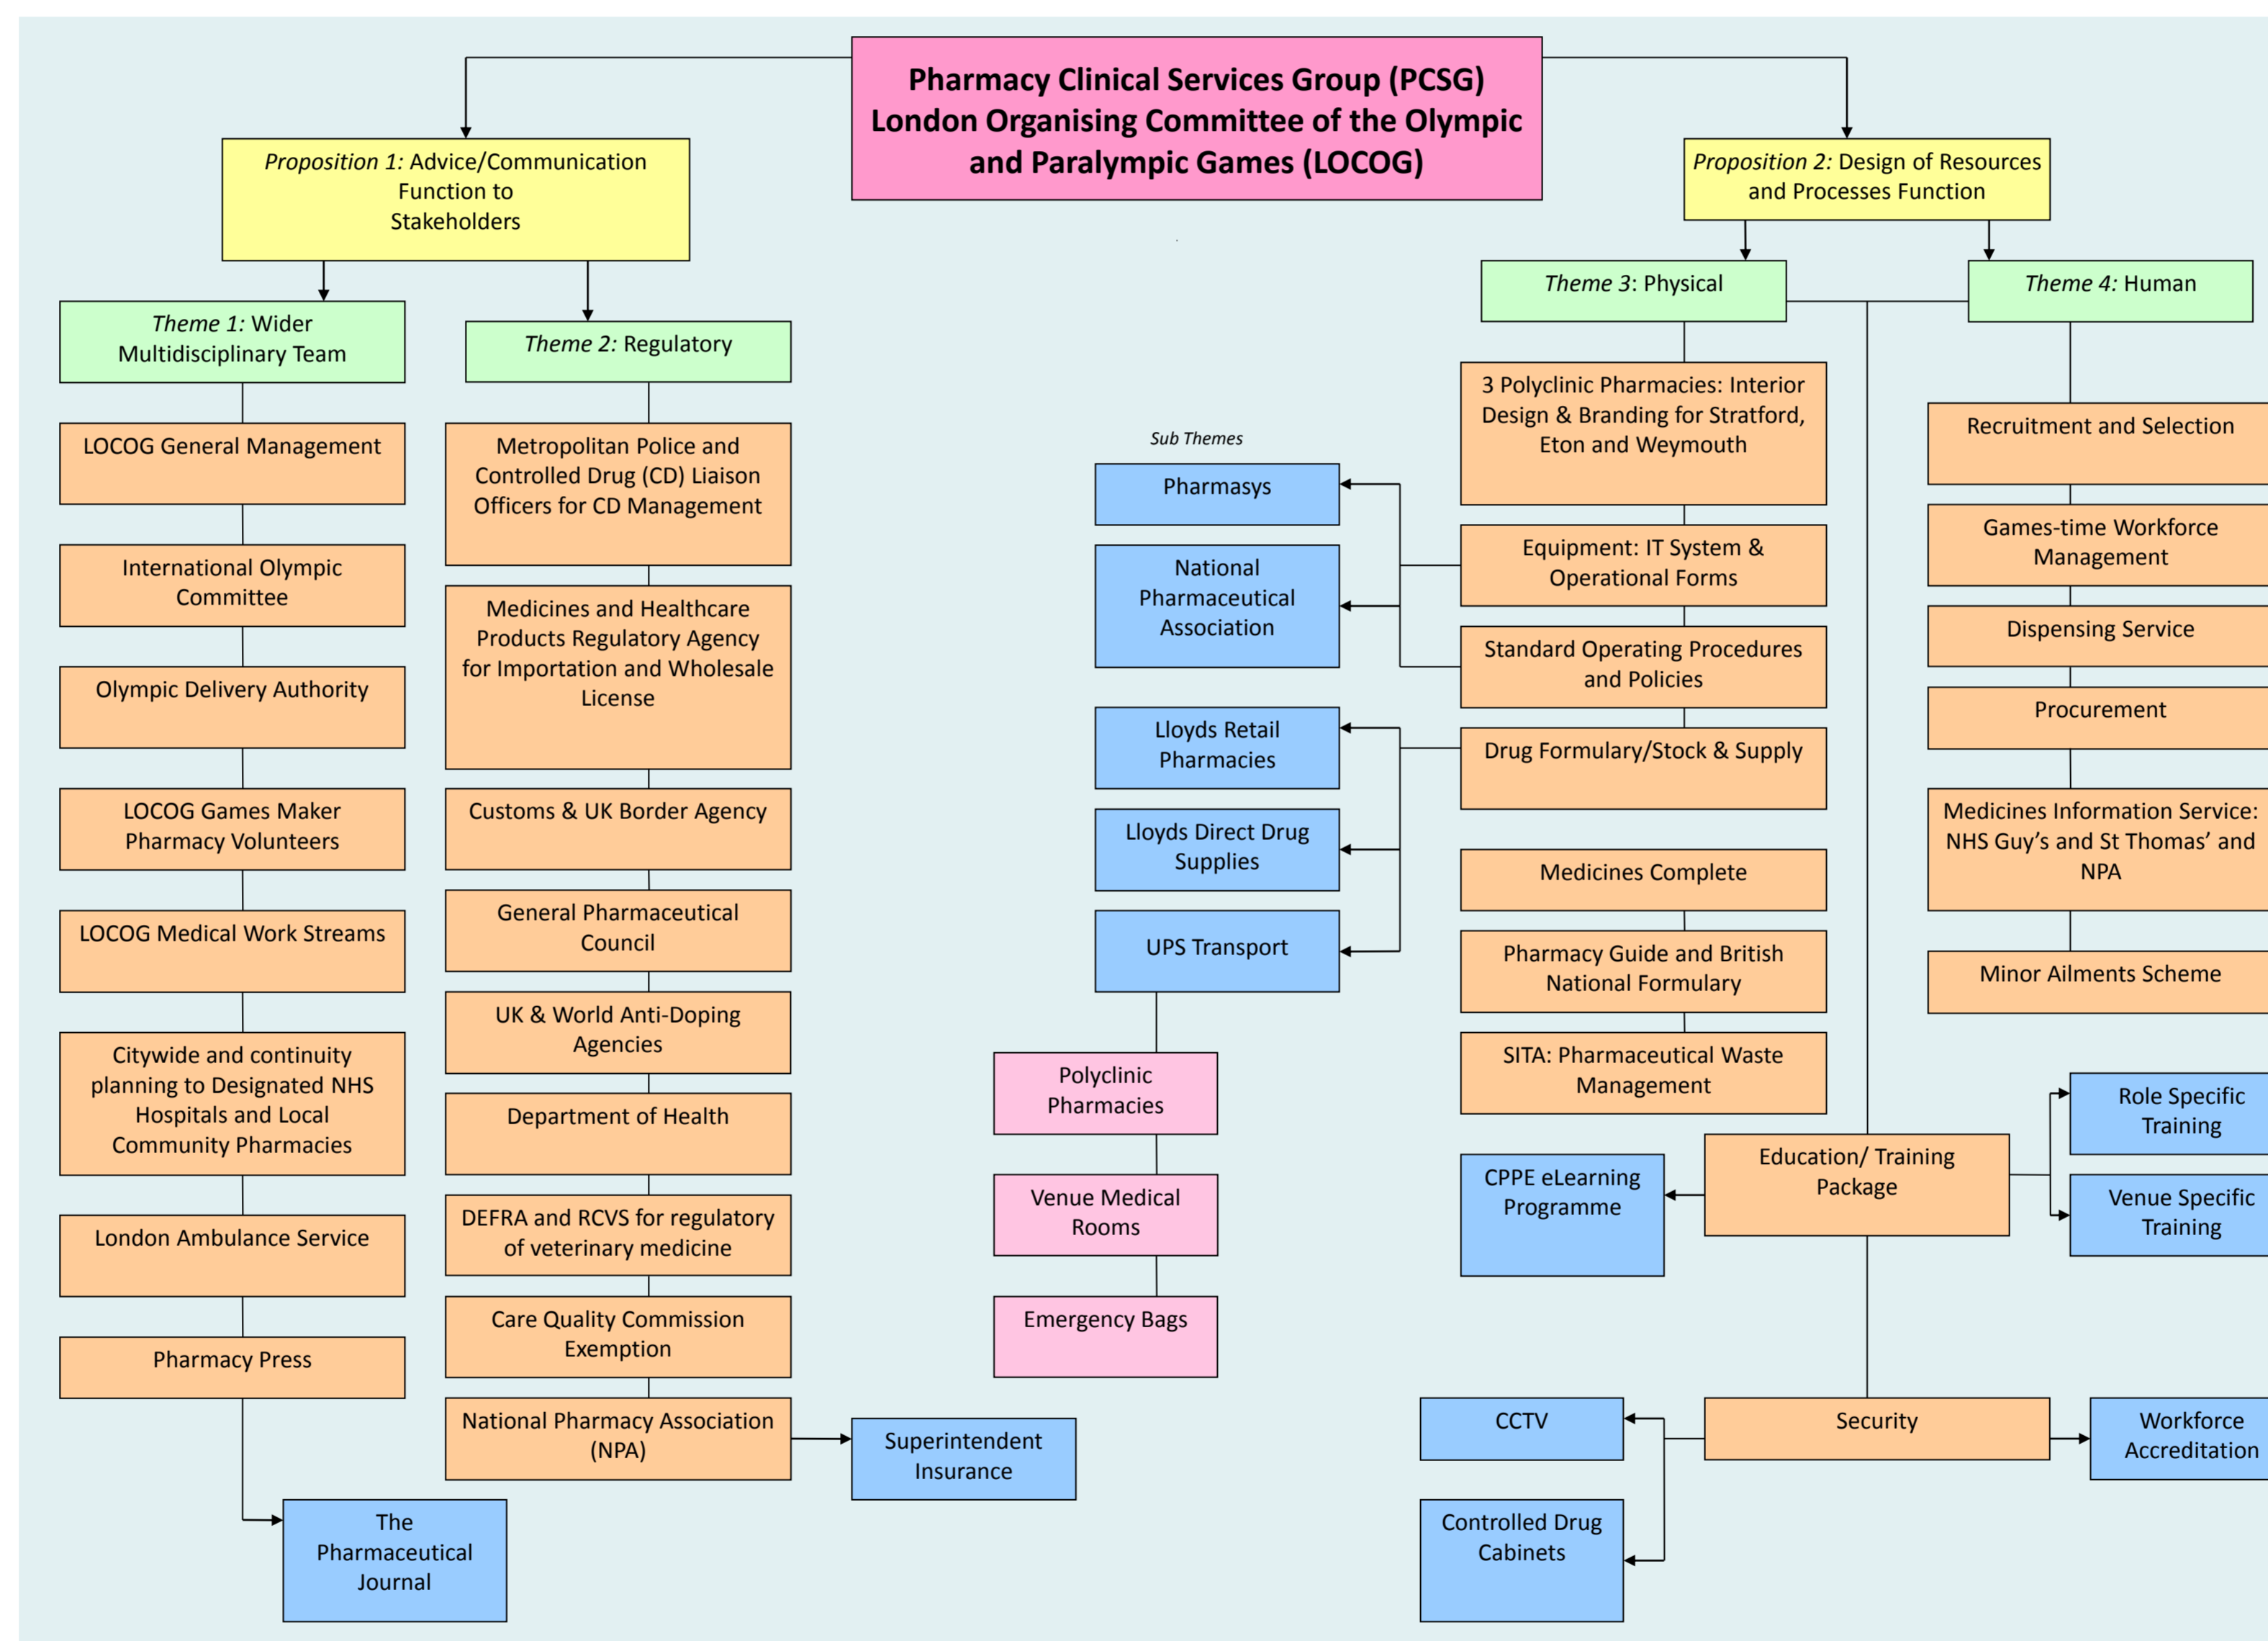 Pharmacy Clinical Services Group (PCSG)
London Organising Committee of the Olympic
and Paralympic Games (LOCOG)
Proposition 1: Advice/Communication
Function to
Stakeholders
Theme 1: Wider
Multidisciplinary Team
LOCOG General Management
International Olympic
Committee
Olympic Delivery Authority
LOCOG Games Maker
Pharmacy Volunteers
LOCOG Medical Work Streams
Citywide and continuity
planning to Designated NHS
Hospitals and Local
Community Pharmacies
London Ambulance Service
Pharmacy Press
The
Pharmaceutical
Journal
Theme 2: Regulatory
Metropolitan Police and
Controlled Drug (CD) Liaison
Officers for CD Management
Medicines and Healthcare
Products Regulatory Agency
for Importation and Wholesale
License
Customs & UK Border Agency
General Pharmaceutical
Council
UK & World Anti-Doping
Agencies
Department of Health
DEFRA and RCVS for regulatory
of veterinary medicine
Care Quality Commission
Exemption
National Pharmacy Association
(NPA)
Superintendent
Insurance
Proposition 2: Design of Resources
and Processes Function
Theme 3: Physical
3 Polyclinic Pharmacies: Interior
Design & Branding for Stratford,
Eton and Weymouth
Equipment: IT System &
Operational Forms
Standard Operating Procedures
and Policies
Drug Formulary/Stock & Supply
Medicines Complete
Pharmacy Guide and British
National Formulary
SITA: Pharmaceutical Waste
Management
Sub Themes
Pharmasys
National
Pharmaceutical
Association
Lloyds Retail
Pharmacies
Lloyds Direct Drug
Supplies
UPS Transport
Polyclinic
Pharmacies
Venue Medical
Rooms
Emergency Bags
Theme 4: Human
Recruitment and Selection
Games-time Workforce
Management
Dispensing Service
Procurement
Medicines Information Service:
NHS Guy’s and St Thomas’ and
NPA
Minor Ailments Scheme
Education/ Training
Package
CPPE eLearning
Programme
Role Specific
Training
Venue Specific
Training
Security
CCTV
Controlled Drug
Cabinets
Workforce
Accreditation